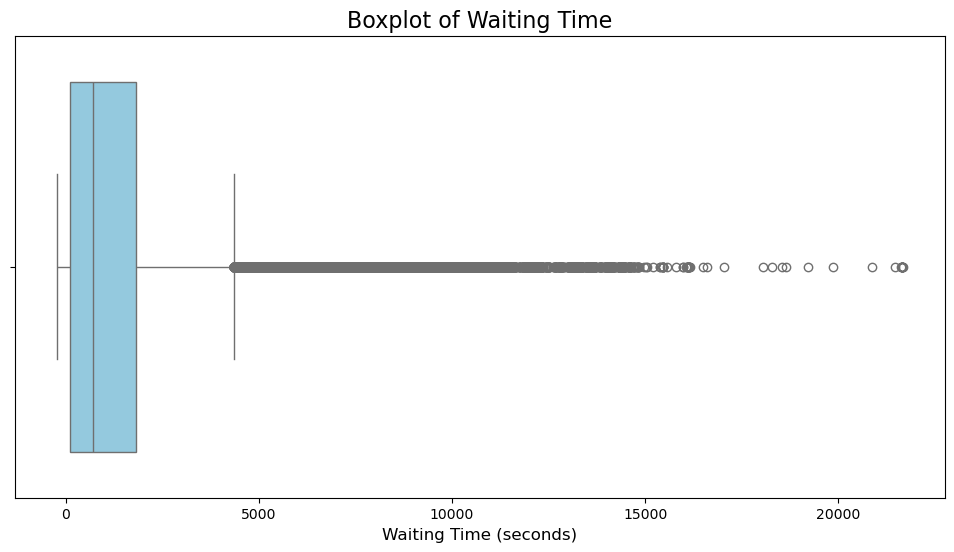 Boxplot of Waiting Time
0 5000 10000 15000 20000
Waiting Time (seconds)